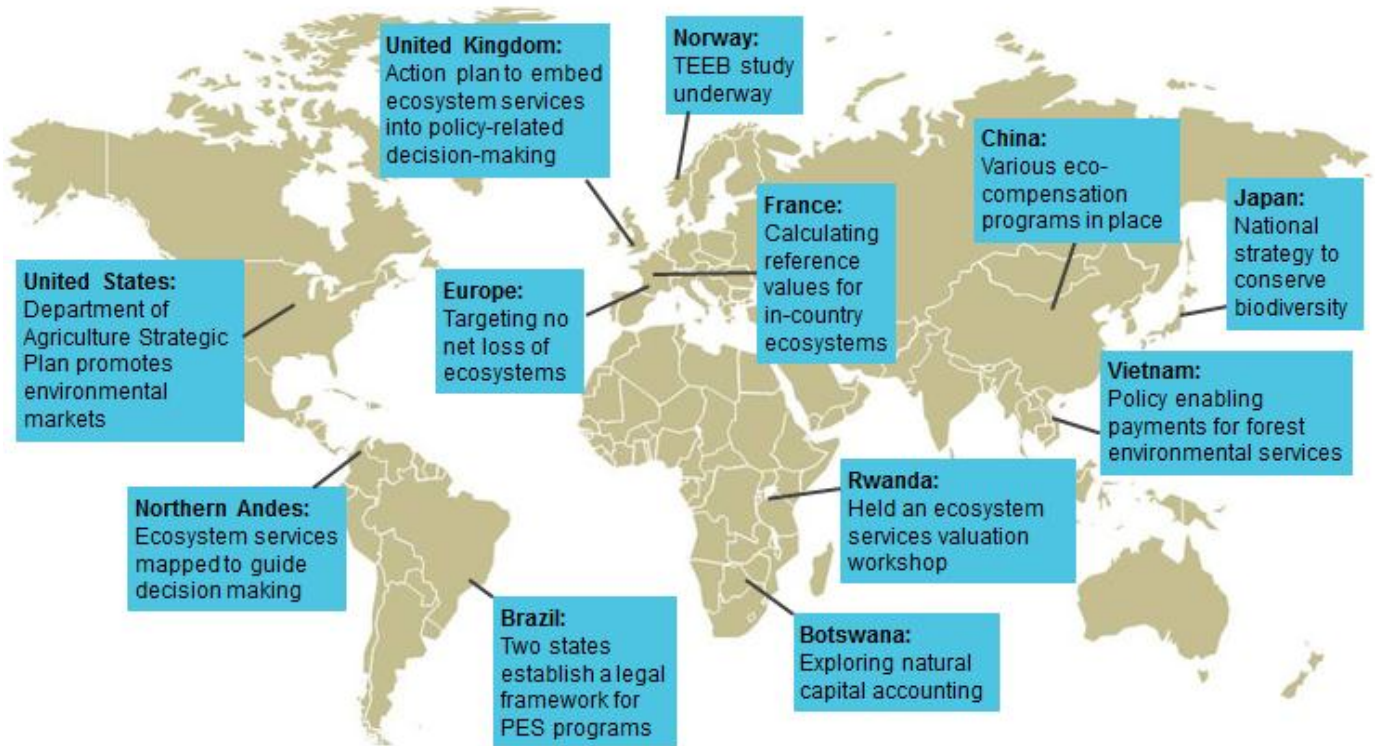 United Kingdom:
Action plan to embed
ecosystem services
into policy-related
decision-making
Norway:
TEEB study
underway
China:
Various eco-
compensation
programs in place
France:
Calculating
reference
values for
in-country
ecosystems
Japan:
National
strategy to
conserve
biodiversity
United States:
Department of
Agriculture Strategic
Plan promotes
environmental
markets
Europe:
Targeting no
net loss of
ecosystems
Vietnam:
Policy enabling
payments for forest
environmental services
Northern Andes:
Ecosystem services
mapped to guide
decision making
Rwanda:
Held an ecosystem
services valuation
workshop
Brazil:
Two states
establish a legal
framework for
PES programs
Botswana:
Exploring natural
capital accounting